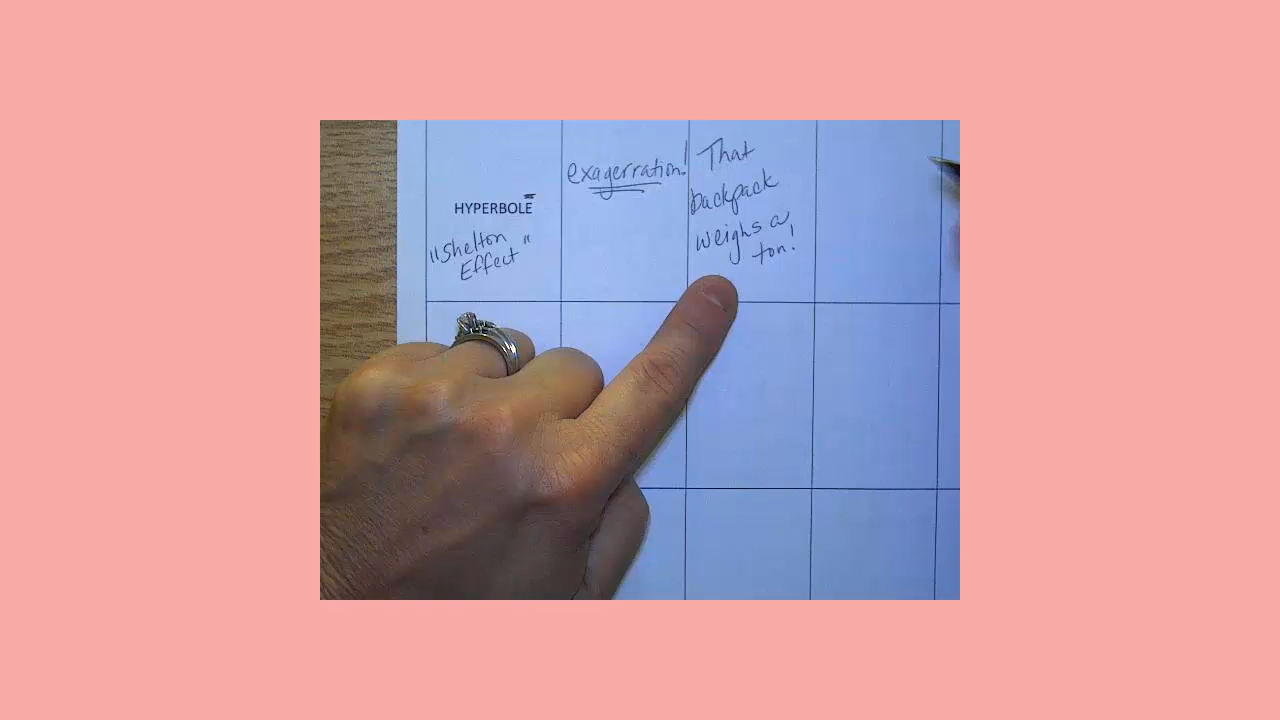 HYPERBOLE
"Shelton
Effect"
exagerration!
That
backpack
weighs a
ton!